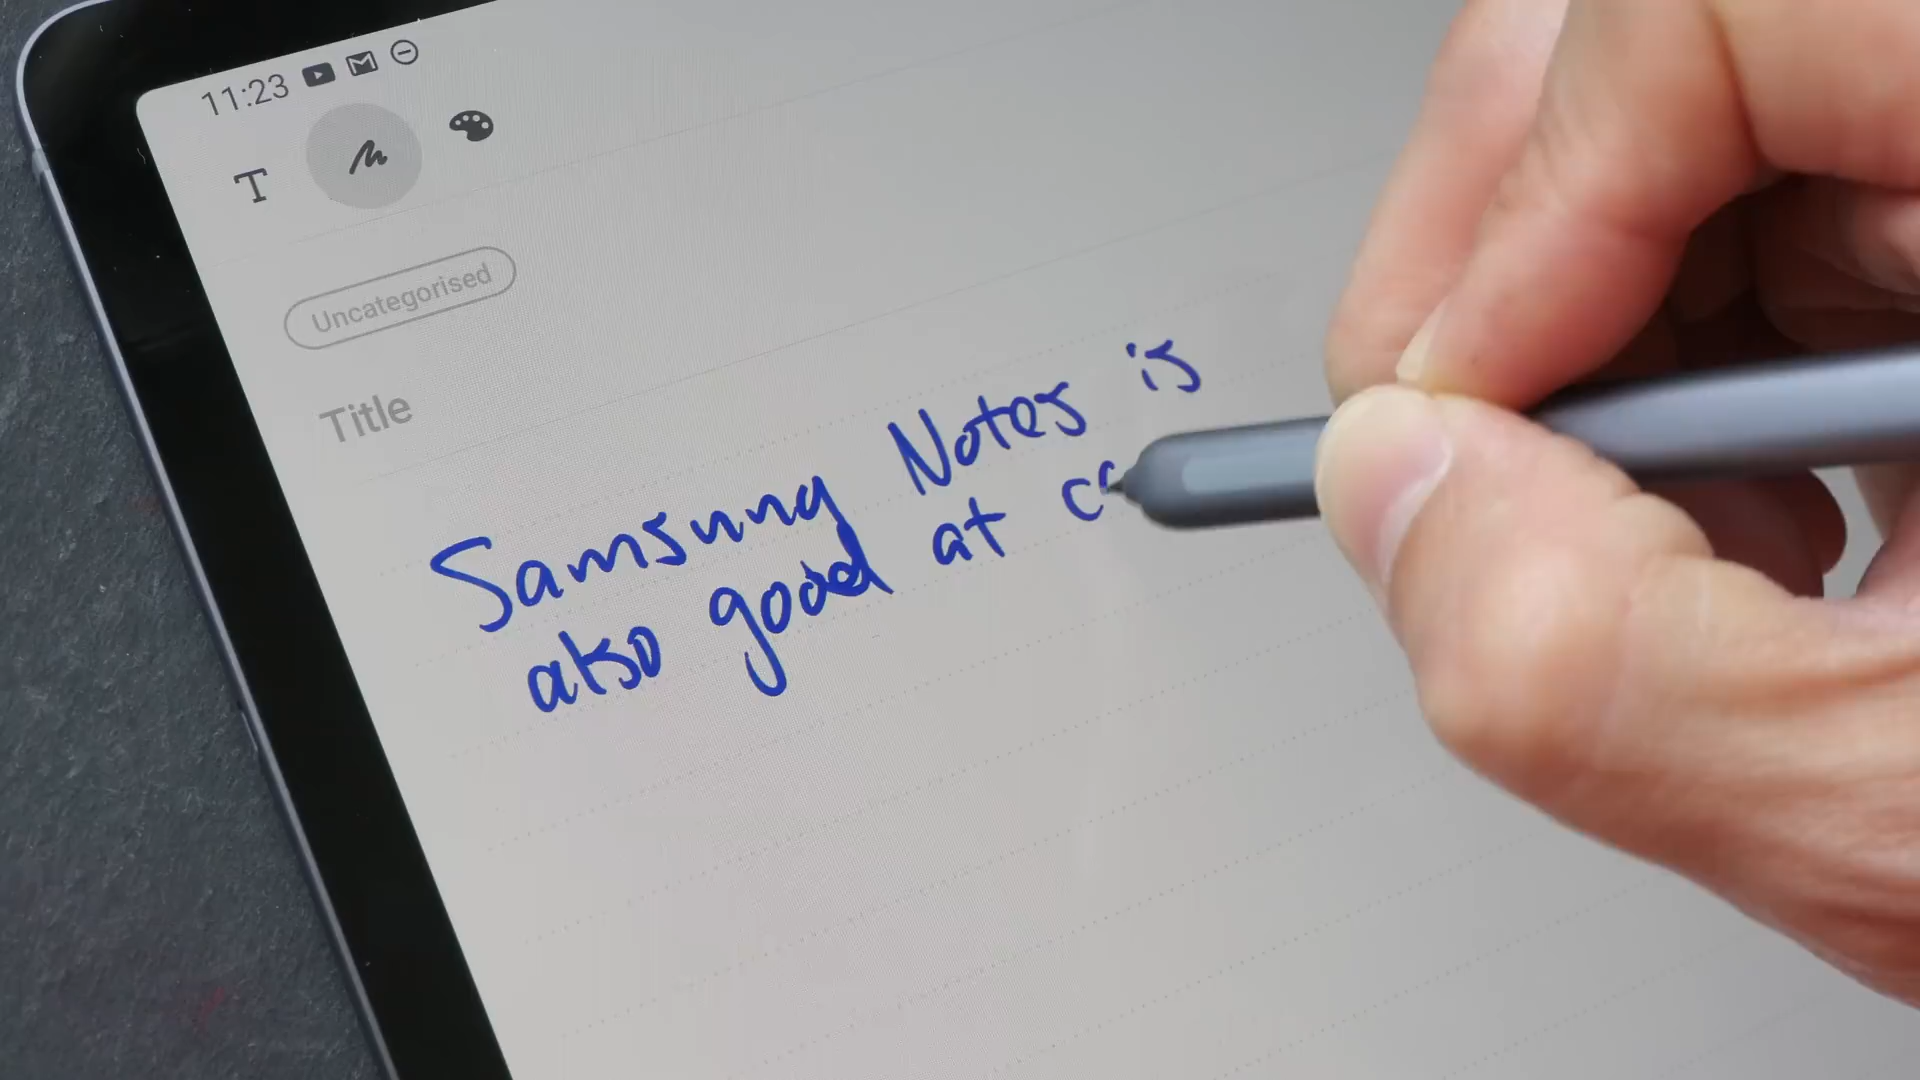 11:23
T
Uncategorised
Title
Samsung Notes is
also good at